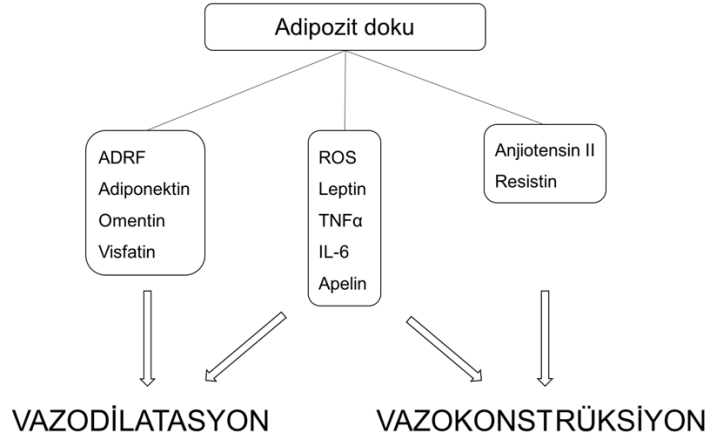 Adipozit doku
ADRF
Adiponektin
Omentin
Visfatin
ROS
Leptin
TNFα
IL-6
Apelin
Anjiotensin II
Resistin
VAZODİLATASYON
VAZOKONSTRÜKSİYON